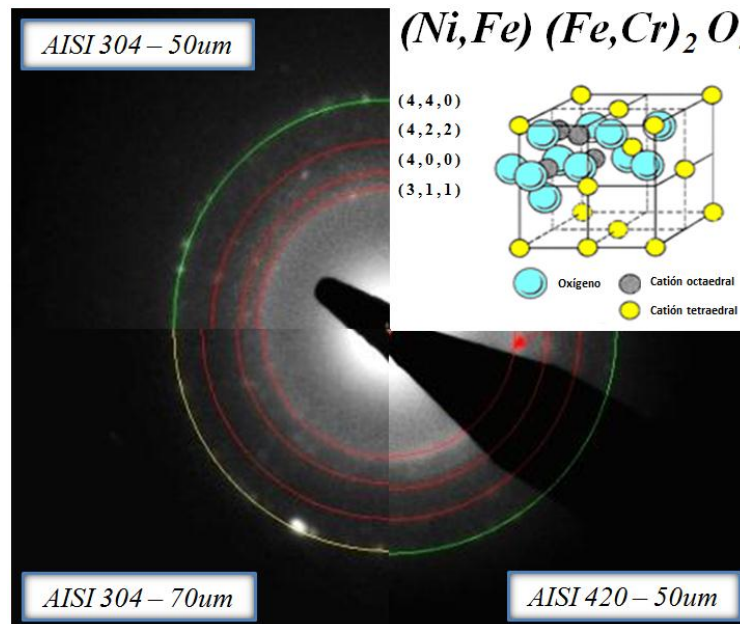 AISI 304 – 50um
(Ni,Fe) (Fe,Cr)₂ O
(4,4,0)
(4,2,2)
(4,0,0)
(3,1,1)
Oxígeno
Catión octaedral
Catión tetraedral
AISI 304 – 70um
AISI 420 – 50um